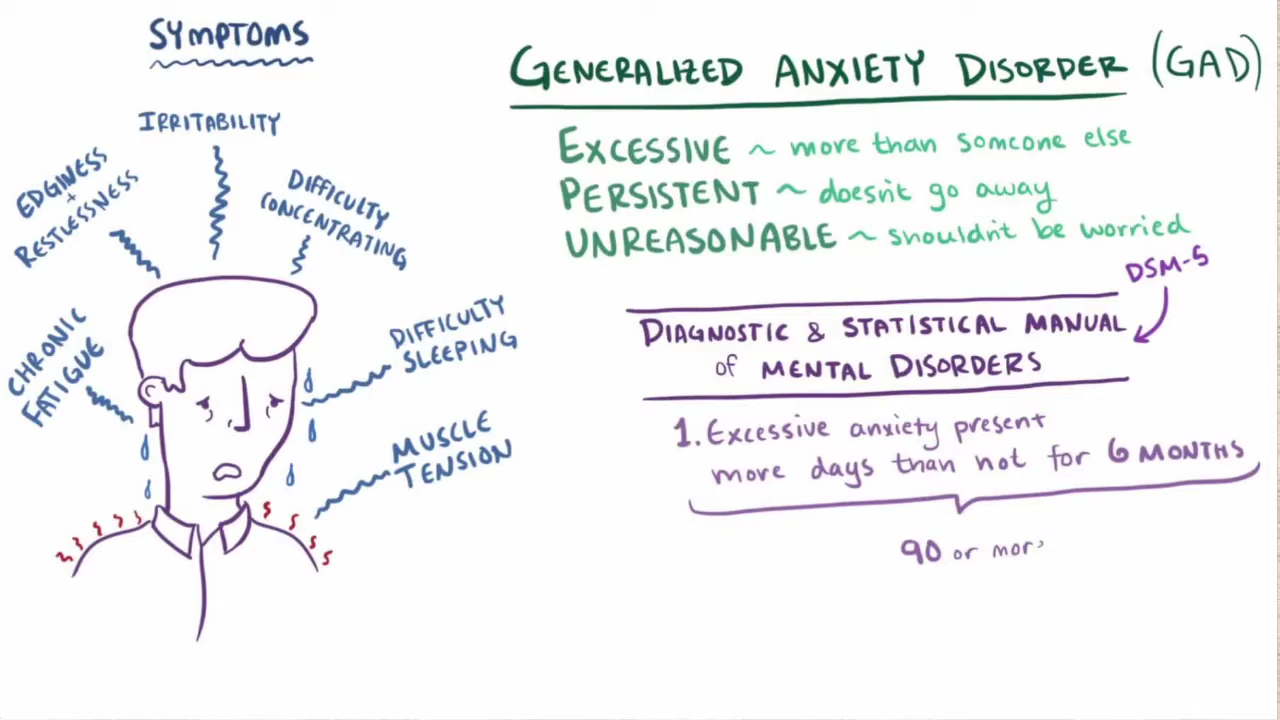 SYMPTOMS
IRRITABILITY
EDGINESS
+
RESTLESSNESS
DIFFICULTY
CONCENTRATING
CHRONIC
FATIGUE
DIFFICULTY
SLEEPING
MUSCLE
TENSION
GENERALIZED ANXIETY DISORDER (GAD)
EXCESSIVE ~ more than someone else
PERSISTENT ~ doesn't go away
UNREASONABLE ~ shouldn't be worried
DSM-5
DIAGNOSTIC & STATISTICAL MANUAL
of MENTAL DISORDERS
1. Excessive anxiety present
more days than not for 6 MONTHS
90 or mor